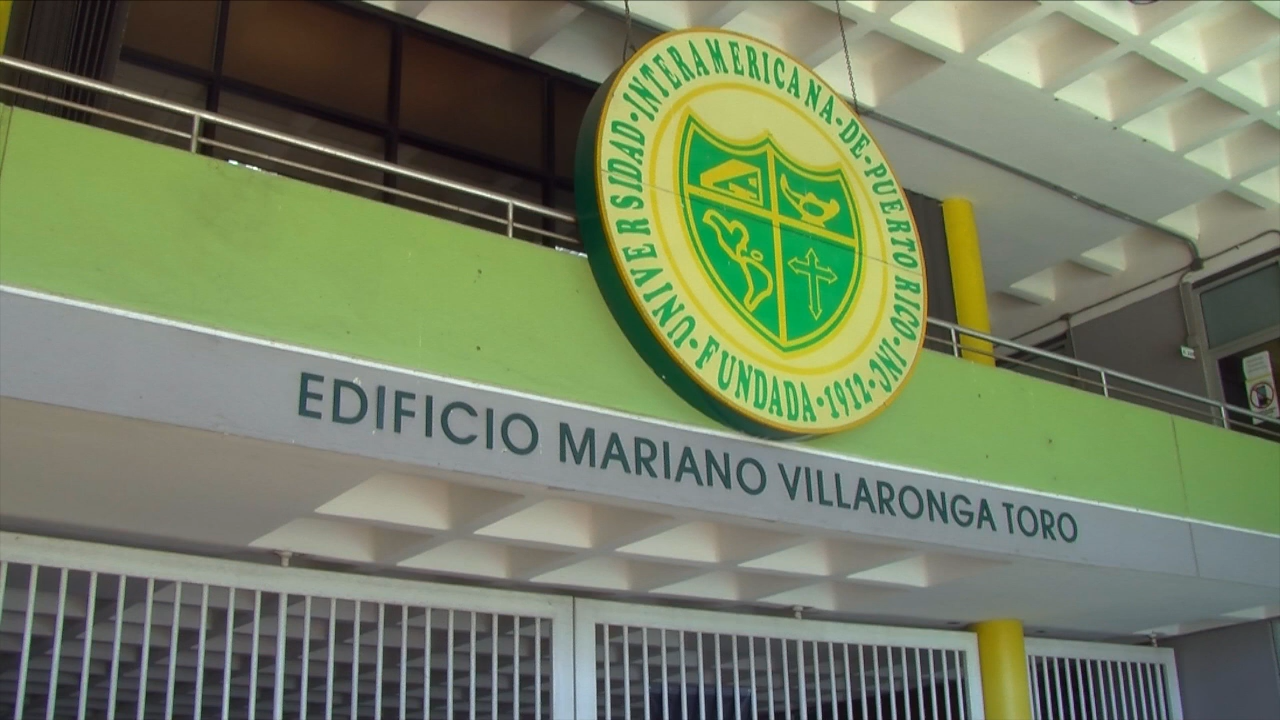 UNIVERSIDAD·INTERAMERICANA·DE·PUERTO RICO·INC·
FUNDADA·1912·
EDIFICIO MARIANO VILLARONGA TORO